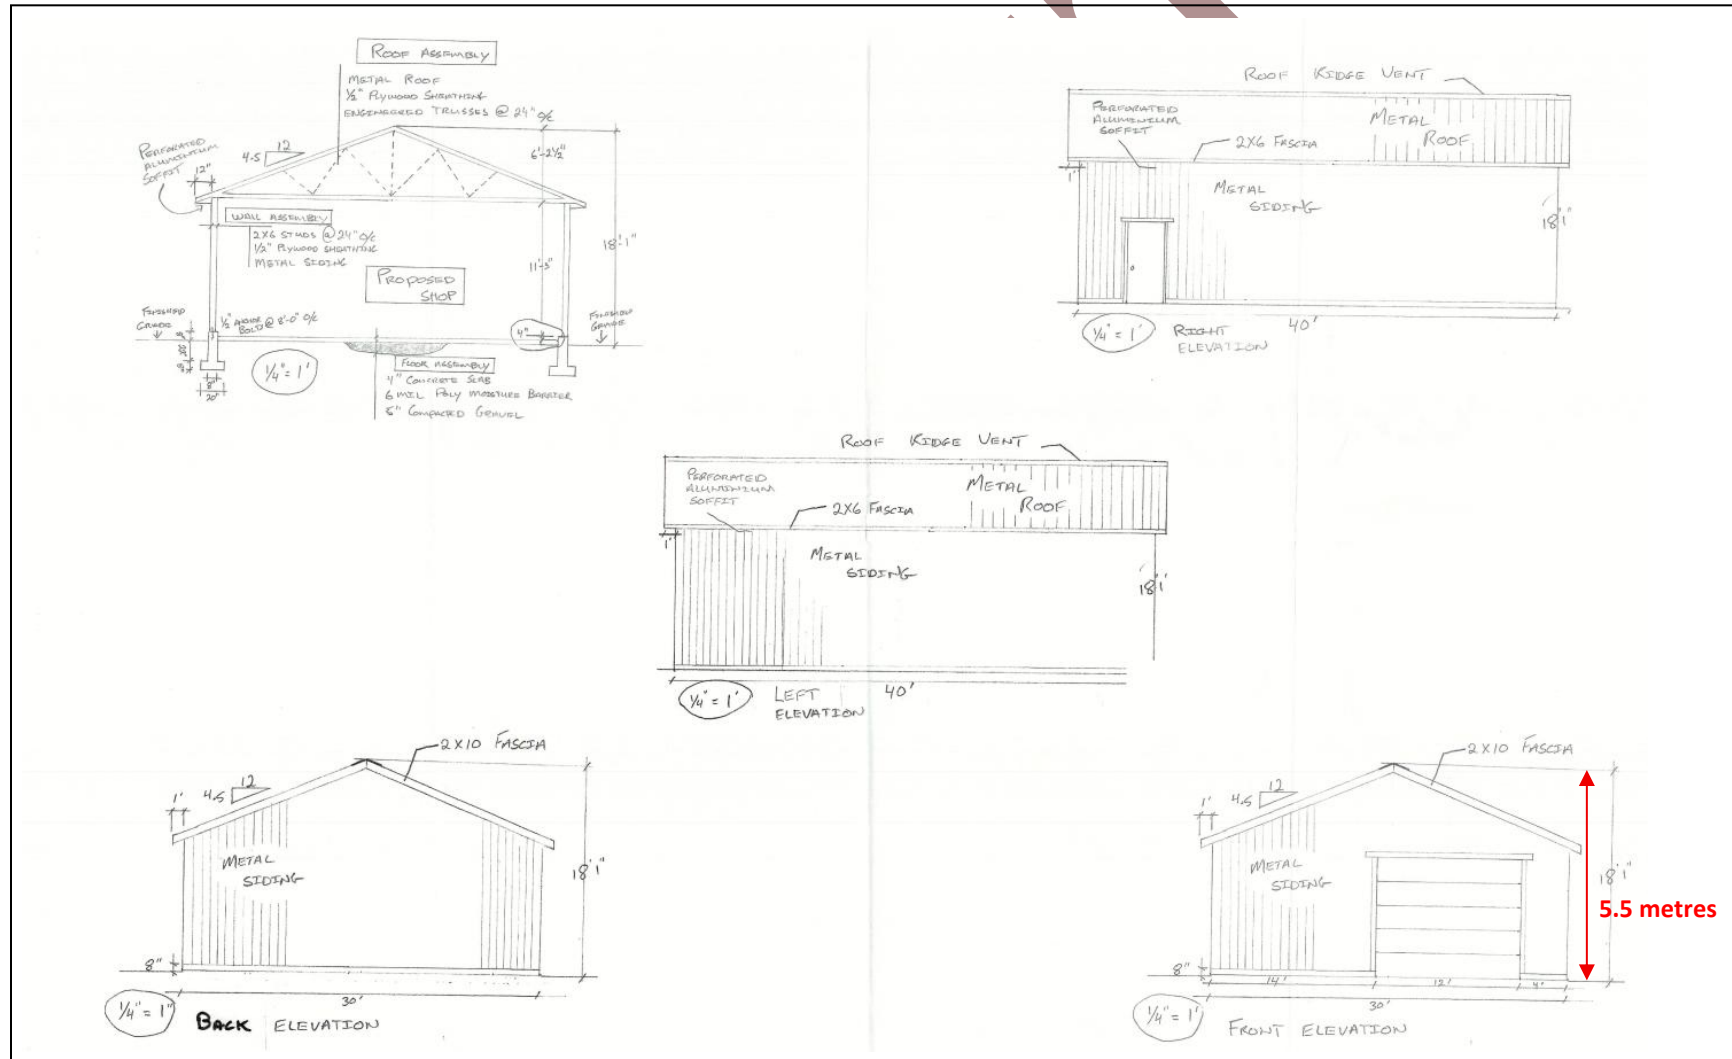 ROOF ASSEMBLY
METAL ROOF
1/2" PLYWOOD SHEATHING
ENGINEERED TRUSSES @ 24" O/C
PERFORATED
ALUMINIUM
SOFFIT
12"
12
4.5
6'-2½"
18'-1"
11'-3"
WALL ASSEMBLY
2X6 STUDS @ 24" O/C
1/2" PLYWOOD SHEATHING
METAL SIDING
PROPOSED
SHOP
FINISHED
GRADE
1/2" ANCHOR
BOLT @ 8'-0" O/C
4"
FINISHED
GRADE
8"
20"
1/4" = 1'
FLOOR ASSEMBLY
4" CONCRETE SLAB
6 MIL POLY MOISTURE BARRIER
5" COMPACTED GRAVEL
ROOF RIDGE VENT
PERFORATED
ALUMINIUM
SOFFIT
2X6 FASCIA
METAL
ROOF
1'
METAL
SIDING
18'1"
40'
1/4" = 1'
RIGHT
ELEVATION
ROOF RIDGE VENT
PERFORATED
ALUMINIUM
SOFFIT
2X6 FASCIA
METAL
ROOF
1'
METAL
SIDING
18'1'
40'
1/4" = 1'
LEFT
ELEVATION
2X10 FASCIA
12
4.5
1'
METAL
SIDING
18'1"
8"
30'
1/4" = 1"
BACK ELEVATION
2X10 FASCIA
12
4.5
1'
METAL
SIDING
18'1"
5.5 metres
8"
14'
12'
4'
30'
1/4" = 1'
FRONT ELEVATION